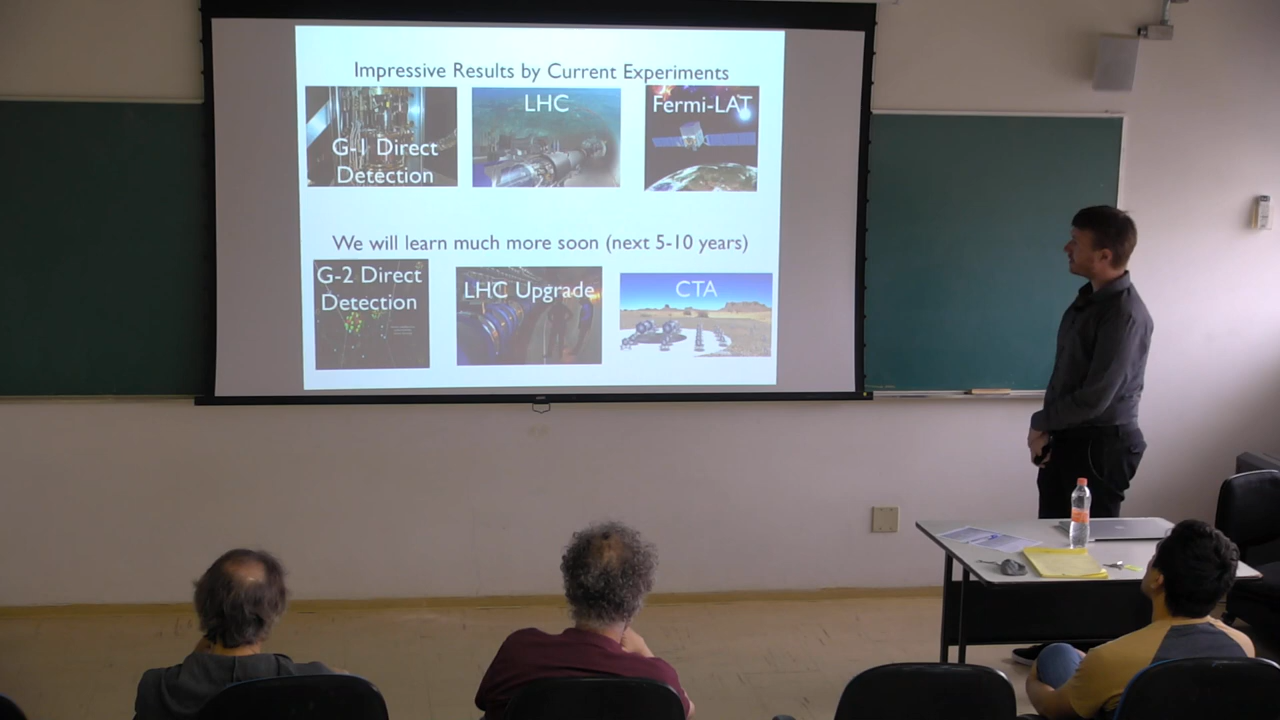 Impressive Results by Current Experiments
G-1 Direct
Detection
LHC
Fermi-LAT
We will learn much more soon (next 5-10 years)
G-2 Direct
Detection
LHC Upgrade
CTA